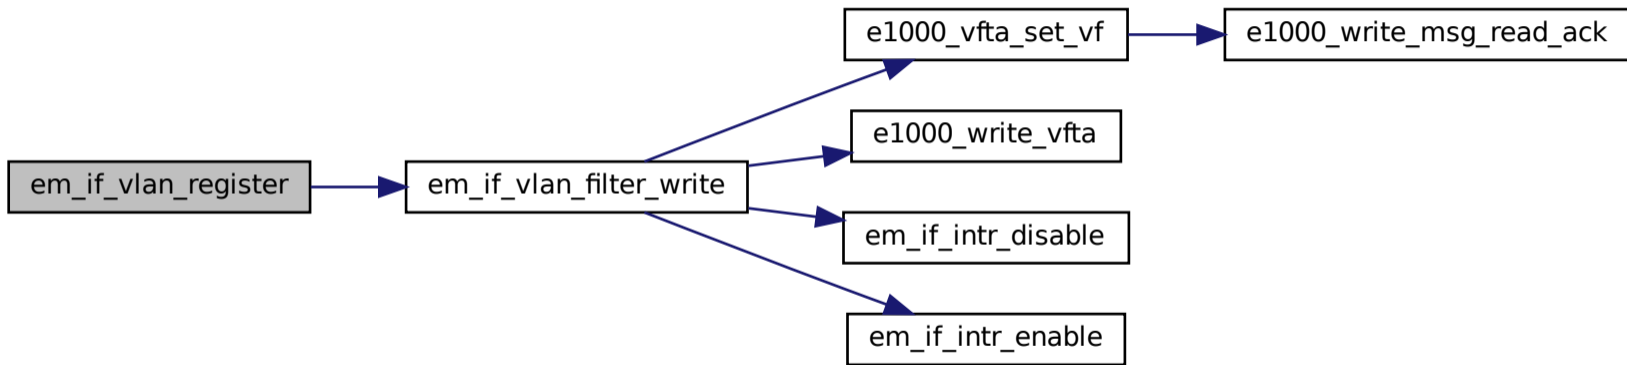 em_if_vlan_register
em_if_vlan_filter_write
e1000_vfta_set_vf
e1000_write_msg_read_ack
e1000_write_vfta
em_if_intr_disable
em_if_intr_enable